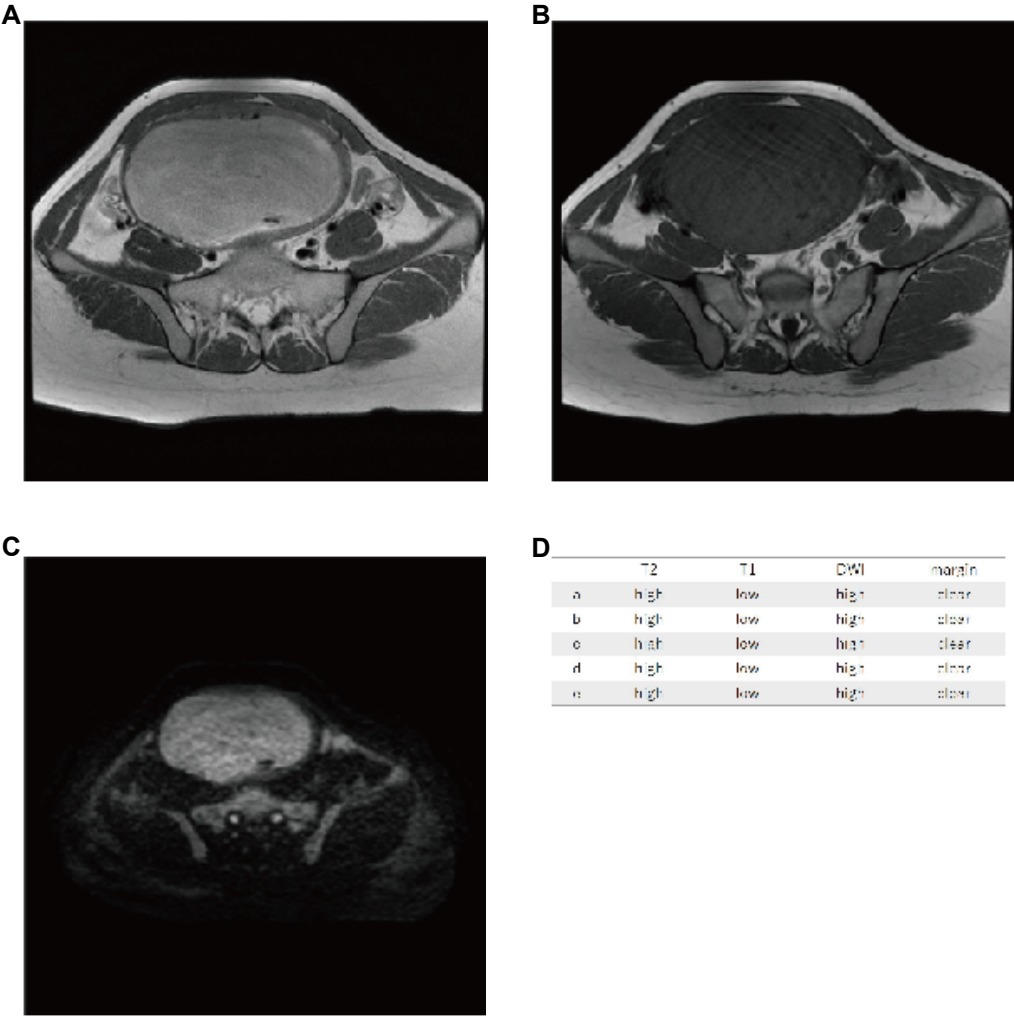 A
B
C
D
T2 T1 DWI margin
a high low high clear
b high low high clear
c high low high clear
d high low high clear
e high low high clear